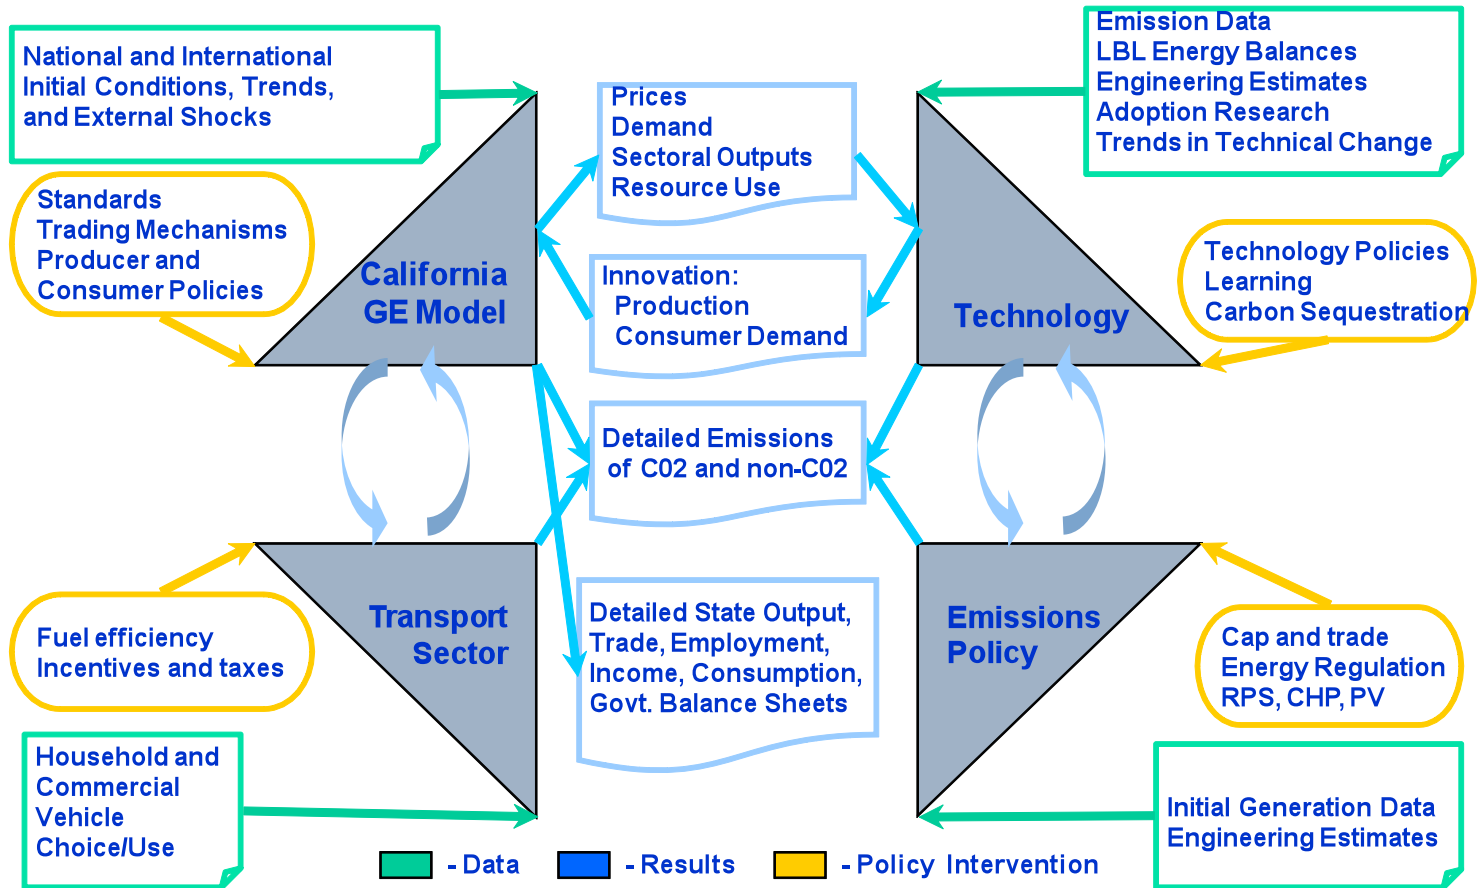 National and International
Initial Conditions, Trends,
and External Shocks
Standards
Trading Mechanisms
Producer and
Consumer Policies
California
GE Model
Prices
Demand
Sectoral Outputs
Resource Use
Innovation:
Production
Consumer Demand
Emission Data
LBL Energy Balances
Engineering Estimates
Adoption Research
Trends in Technical Change
Technology Policies
Learning
Carbon Sequestration
Technology
Detailed Emissions
of C02 and non-C02
Transport
Sector
Fuel efficiency
Incentives and taxes
Household and
Commercial
Vehicle
Choice/Use
Detailed State Output,
Trade, Employment,
Income, Consumption,
Govt. Balance Sheets
Emissions
Policy
Cap and trade
Energy Regulation
RPS, CHP, PV
Initial Generation Data
Engineering Estimates
- Data - Results - Policy Intervention